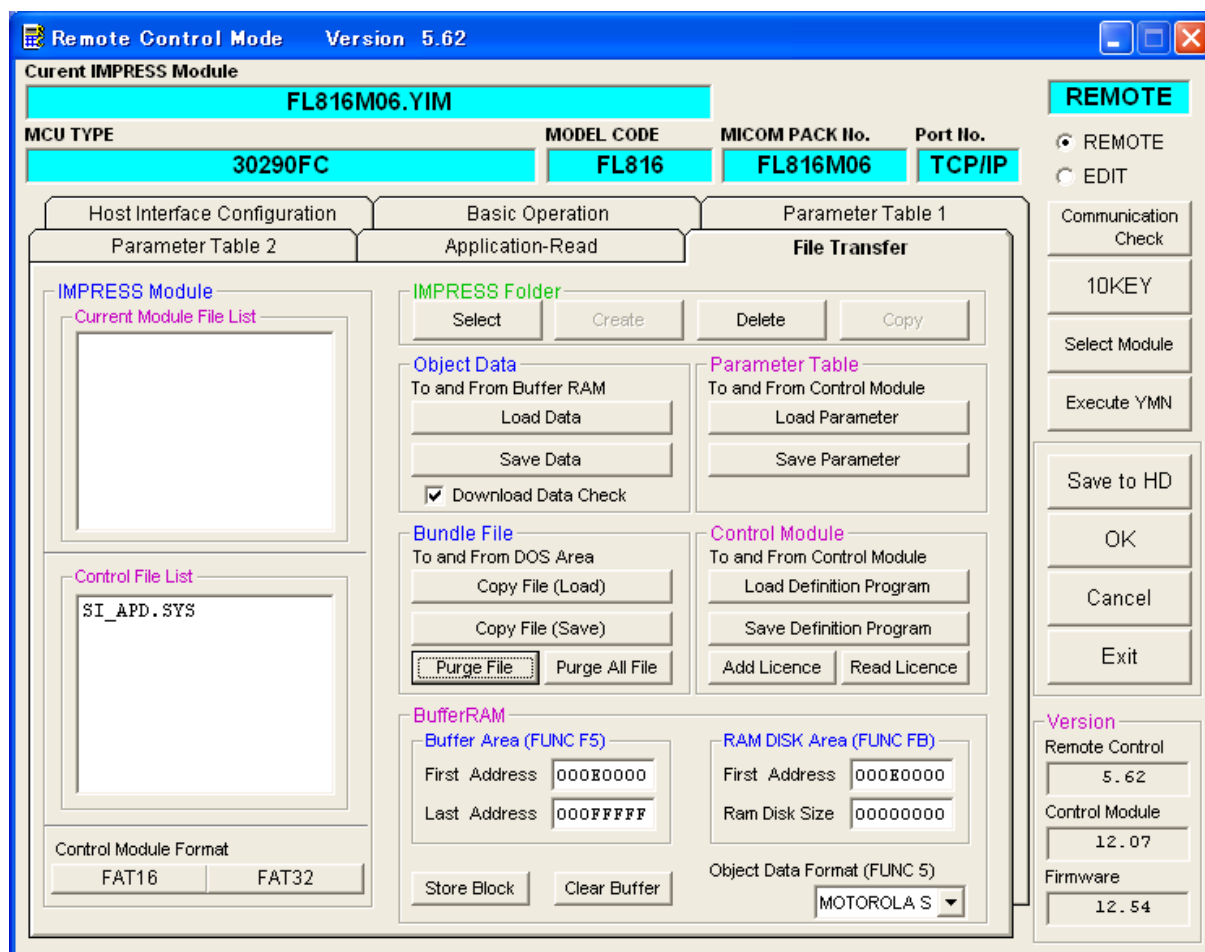 Remote Control Mode Version 5.62
Curent IMPRESS Module
FL816M06.YIM
REMOTE
MCU TYPE MODEL CODE MICOM PACK No. Port No.
30290FC FL816 FL816M06 TCP/IP
REMOTE
EDIT
Host Interface Configuration Basic Operation Parameter Table 1
Parameter Table 2 Application-Read File Transfer
Communication
Check
10KEY
Select Module
Execute YMN
Save to HD
OK
Cancel
Exit
IMPRESS Module
Current Module File List
Control File List
SI_APD.SYS
Control Module Format
FAT16 FAT32
IMPRESS Folder
Select Create Delete Copy
Object Data
To and From Buffer RAM
Load Data
Save Data
Download Data Check
Parameter Table
To and From Control Module
Load Parameter
Save Parameter
Bundle File
To and From DOS Area
Copy File (Load)
Copy File (Save)
Purge File Purge All File
Control Module
To and From Control Module
Load Definition Program
Save Definition Program
Add Licence Read Licence
BufferRAM
Buffer Area (FUNC F5)
First Address 000E0000
Last Address 000FFFFF
RAM DISK Area (FUNC FB)
First Address 000E0000
Ram Disk Size 00000000
Store Block Clear Buffer
Object Data Format (FUNC 5)
MOTOROLA S
Version
Remote Control
5.62
Control Module
12.07
Firmware
12.54